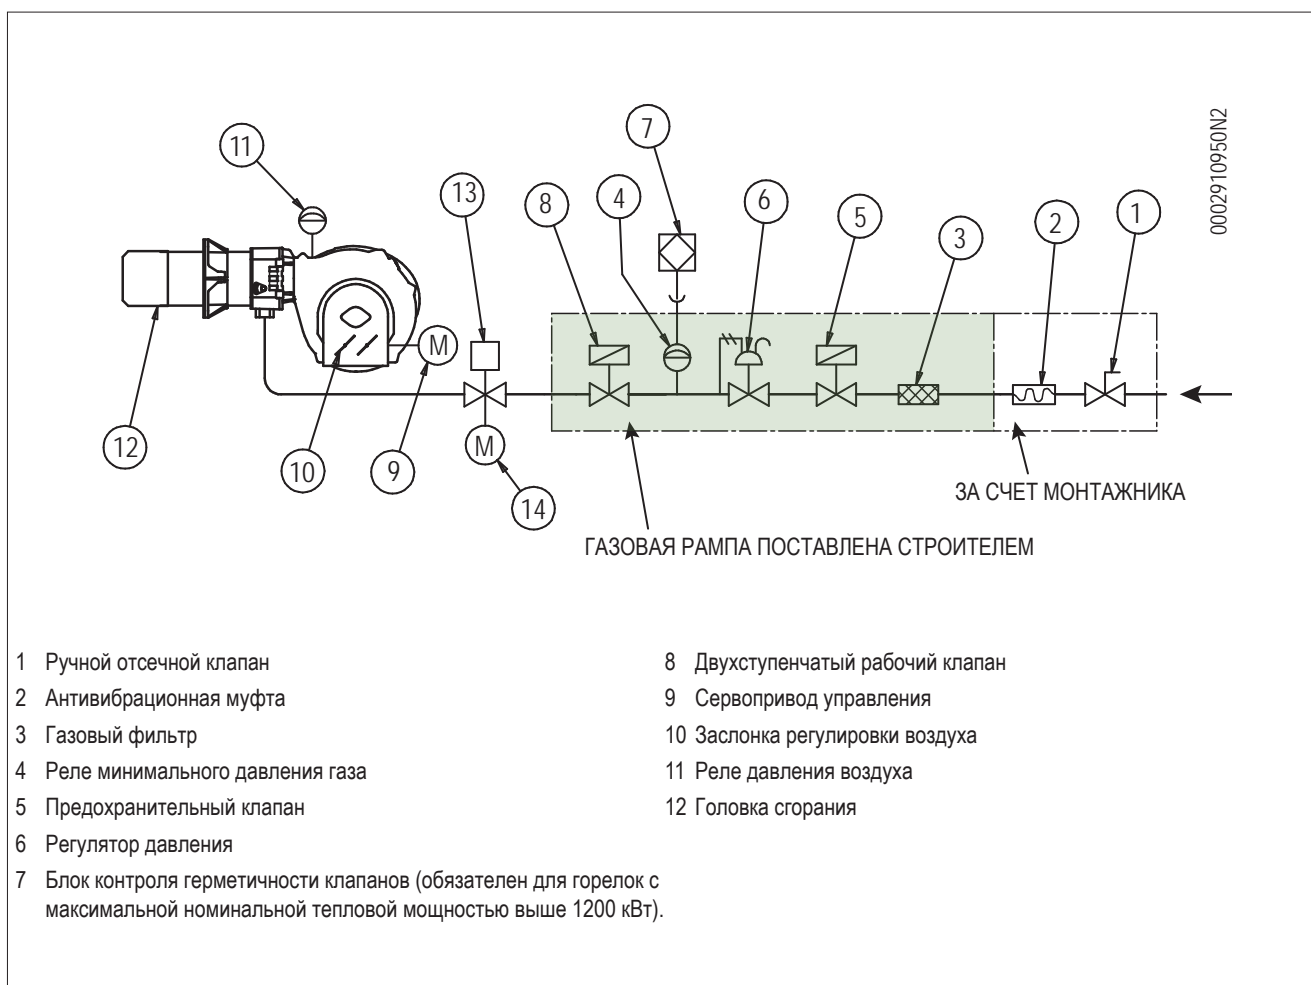 0002910950N2
11
7
13
8
4
6
5
3
2
1
M
M
12
10
9
14
ЗА СЧЕТ МОНТАЖНИКА
ГАЗОВАЯ РАМПА ПОСТАВЛЕНА СТРОИТЕЛЕМ
1 Ручной отсечной клапан
2 Антивибрационная муфта
3 Газовый фильтр
4 Реле минимального давления газа
5 Предохранительный клапан
6 Регулятор давления
7 Блок контроля герметичности клапанов (обязателен для горелок с
максимальной номинальной тепловой мощностью выше 1200 кВт).
8 Двухступенчатый рабочий клапан
9 Сервопривод управления
10 Заслонка регулировки воздуха
11 Реле давления воздуха
12 Головка сгорания